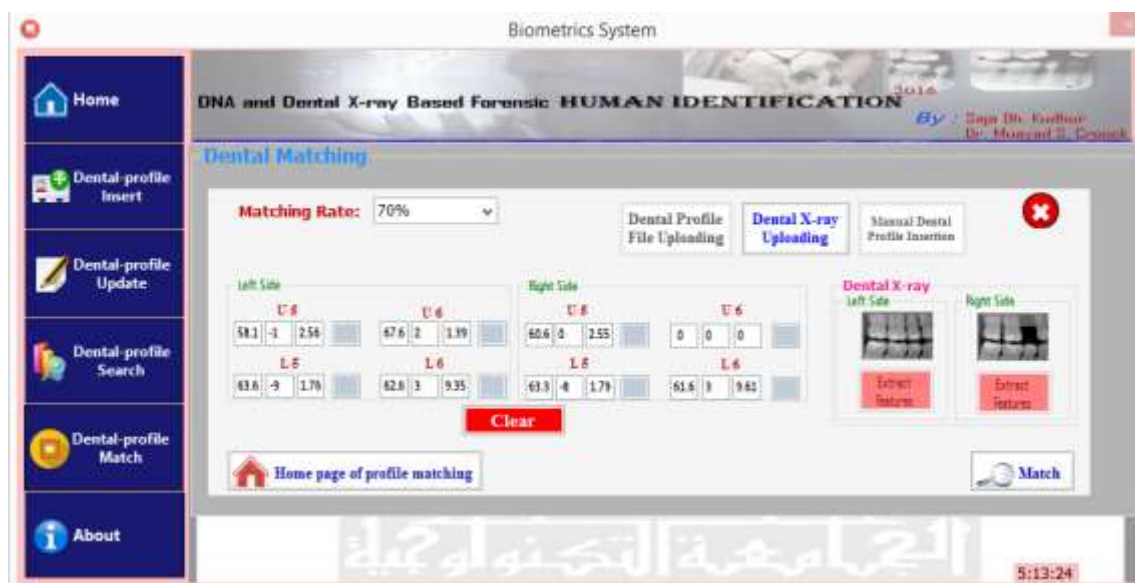 Biometrics System
Home
Dental-profile
Insert
Dental-profile
Update
Dental-profile
Search
Dental-profile
Match
About
DNA and Dental X-ray Based Forensic HUMAN IDENTIFICATION
2016
By :
Dental Matching
Matching Rate: 70%
Dental Profile
File Uploading
Dental X-ray
Uploading
Manual Dental
Profile Insertion
Left Side
U 6
67.6 2 1.39
58.1 -1 2.56
63.6 -9 1.76
L 6
62.8 3 9.35
Right Side
60.6 0 2.55
U 6
0 0 0
63.3 -8 1.79
L 6
61.6 3 9.61
Dental X-ray
Left Side
Right Side
Extract
Features
Extract
Features
Clear
Home page of profile matching
Match
الجامعة التكنولوجية
5:13:24